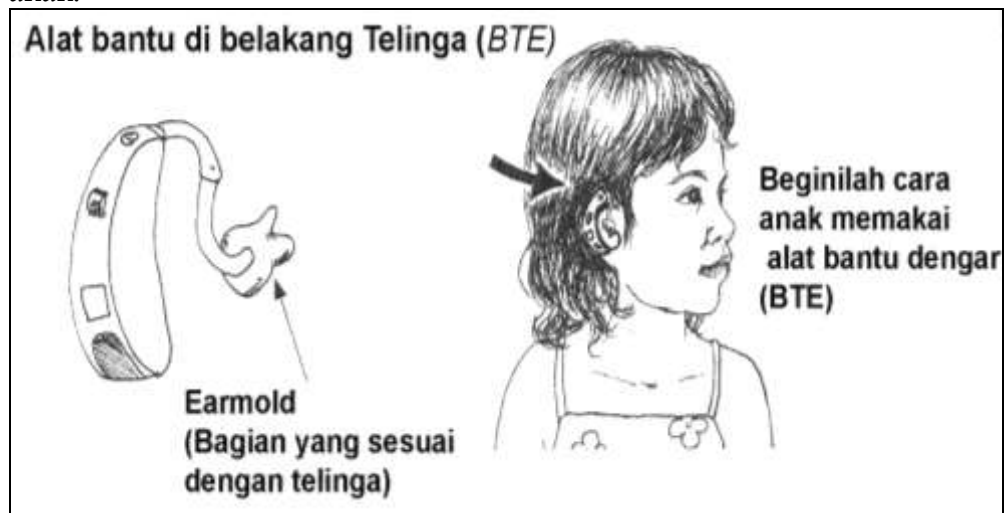 Alat bantu di belakang Telinga (BTE)
Beginilah cara
anak memakai
alat bantu dengar
(BTE)
Earmold
(Bagian yang sesuai
dengan telinga)